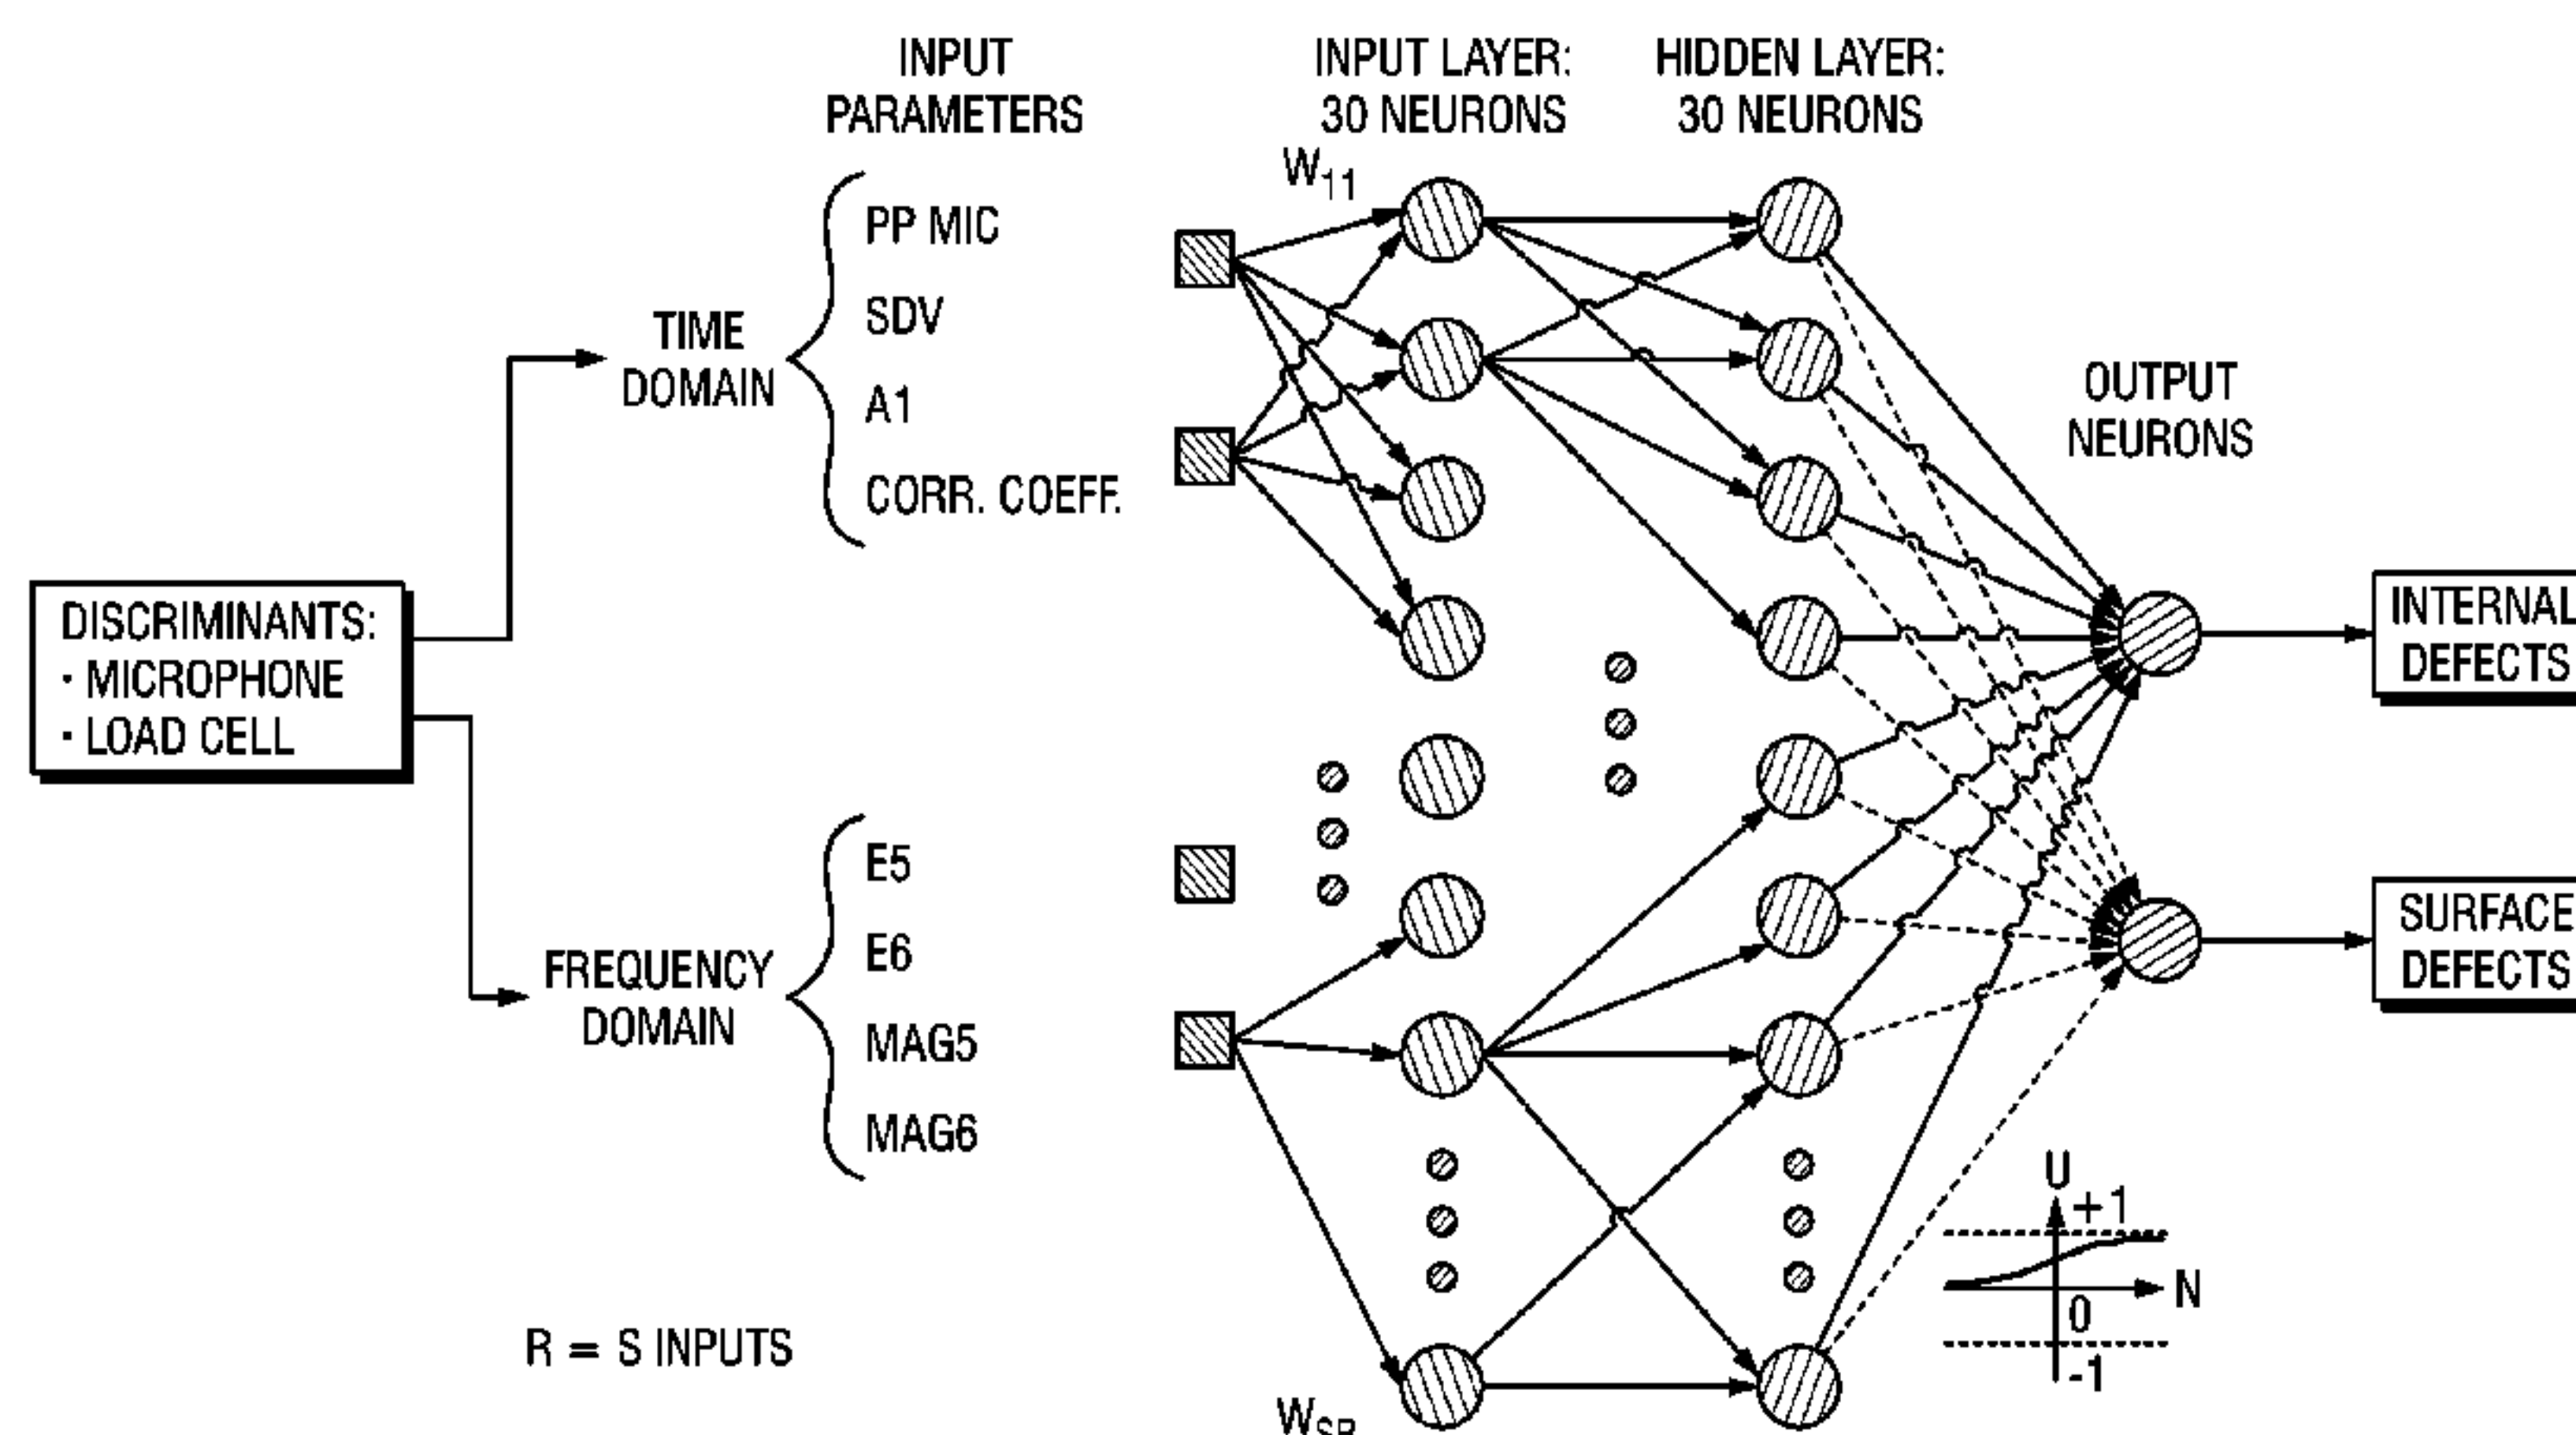 INPUT
PARAMETERS
INPUT LAYER:
30 NEURONS
HIDDEN LAYER:
30 NEURONS
W11
PP MIC
SDV
A1
CORR. COEFF.
TIME
DOMAIN
OUTPUT
NEURONS
DISCRIMINANTS:
· MICROPHONE
· LOAD CELL
INTERNAL
DEFECTS
E5
E6
MAG5
MAG6
FREQUENCY
DOMAIN
SURFACE
DEFECTS
U
+1
N
0
-1
R = S INPUTS
WSR